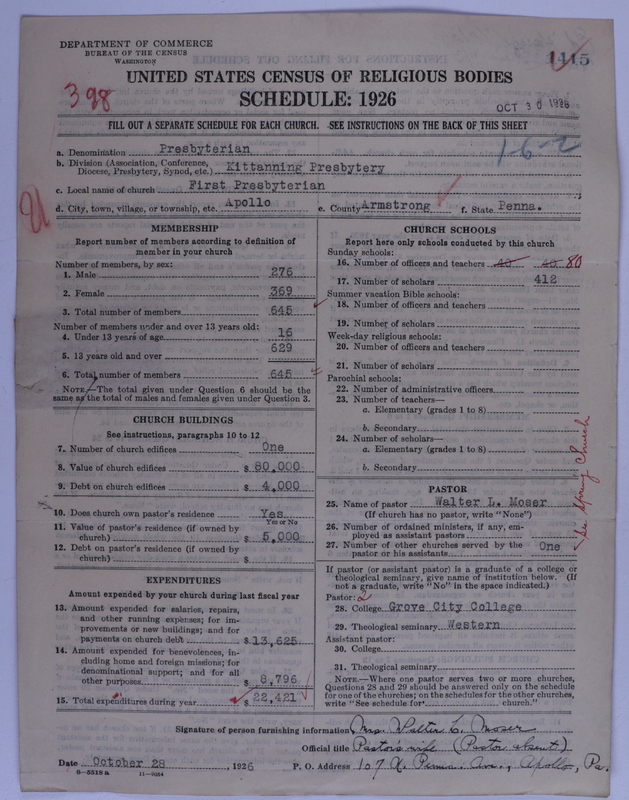 DEPARTMENT OF COMMERCE
BUREAU OF THE CENSUS
WASHINGTON
1415
UNITED STATES CENSUS OF RELIGIOUS BODIES
398
SCHEDULE: 1926
OCT 30 1926
FILL OUT A SEPARATE SCHEDULE FOR EACH CHURCH. SEE INSTRUCTIONS ON THE BACK OF THIS SHEET
1-6-2
a. Denomination Presbyterian
b. Division (Association, Conference, Diocese, Presbytery, Synod, etc.) Kittanning Presbytery
c. Local name of church First Presbyterian
d. City, town, village, or township, etc. Apollo e. County Armstrong f. State Penna.
MEMBERSHIP
Report number of members according to definition of
member in your church
Number of members, by sex:
1. Male 276
2. Female 369
3. Total number of members 645
Number of members under and over 13 years old:
4. Under 13 years of age 16
5. 13 years old and over 629
6. Total number of members 645
NOTE.—The total given under Question 6 should be the
same as the total of males and females given under Question 3.
CHURCH BUILDINGS
See instructions, paragraphs 10 to 12
7. Number of church edifices One
8. Value of church edifices $ 80,000
9. Debt on church edifices $ 4,000
10. Does church own pastor's residence? Yes
Yes or No
11. Value of pastor's residence (if owned by
church) $ 5,000
12. Debt on pastor's residence (if owned by
church) $
EXPENDITURES
Amount expended by your church during last fiscal year
13. Amount expended for salaries, repairs,
and other running expenses; for im-
provements or new buildings; and for
payments on church debt $ 13,625
14. Amount expended for benevolences, in-
cluding home and foreign missions; for
denominational support; and for all
other purposes $ 8,796
15. Total expenditures during year $ 22,421
CHURCH SCHOOLS
Report here only schools conducted by this church
Sunday schools:
16. Number of officers and teachers 40 40 80
17. Number of scholars 412
Summer vacation Bible schools:
18. Number of officers and teachers
19. Number of scholars
Week-day religious schools:
20. Number of officers and teachers
21. Number of scholars
Parochial schools:
22. Number of administrative officers
23. Number of teachers—
a. Elementary (grades 1 to 8)
b. Secondary
24. Number of scholars—
a. Elementary (grades 1 to 8)
b. Secondary
See Spring Church
PASTOR
25. Name of pastor Walter L. Moser
(If church has no pastor, write "None")
26. Number of ordained ministers, if any, em-
ployed as assistant pastors
27. Number of other churches served by the
pastor or his assistants One
If pastor (or assistant pastor) is a graduate of a college or
theological seminary, give name of institution below. (If
not a graduate, write "No" in the space indicated.)
Pastor: 2
28. College Grove City College
29. Theological seminary Western
Assistant pastor:
30. College
31. Theological seminary
NOTE.—Where one pastor serves two or more churches,
Questions 28 and 29 should be answered only on the schedule
for one of the churches; on the schedules for the other churches,
write "See schedule for church."
Signature of person furnishing information Mrs. Walter L. Moser
Official title Pastor's wife (Pastor absent)
Date October 28, 1926 P. O. Address 107 N. Penna. Ave., Apollo, Pa.
8—5518 a 11—9064